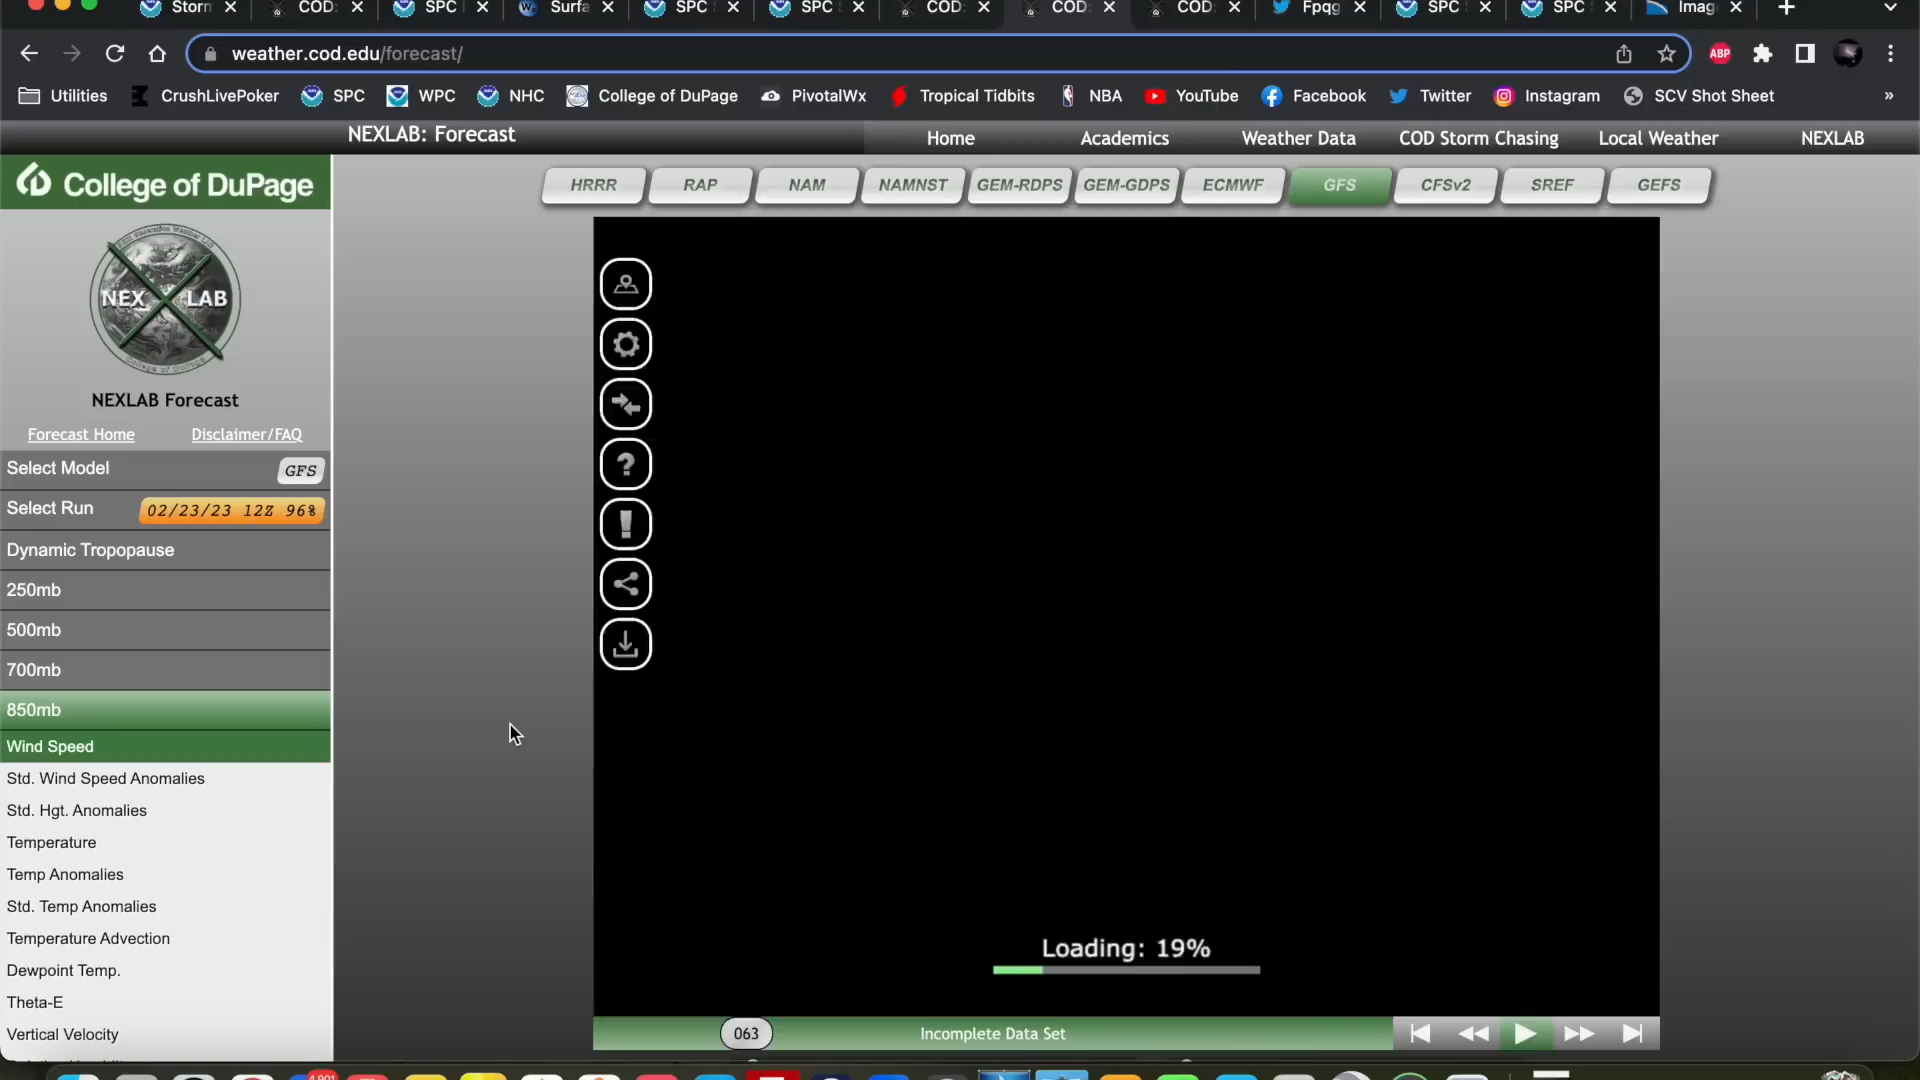 Storm
COD:
SPC
Surfa
SPC
SPC
COD:
COD:
COD:
Fpqg
SPC
SPC
Imag
weather.cod.edu/forecast/
ABP
Utilities
CrushLivePoker
SPC
WPC
NHC
College of DuPage
PivotalWx
Tropical Tidbits
NBA
YouTube
Facebook
Twitter
Instagram
SCV Shot Sheet
»
NEXLAB: Forecast
Home
Academics
Weather Data
COD Storm Chasing
Local Weather
NEXLAB
College of DuPage
HRRR
RAP
NAM
NAMNST
GEM-RDPS
GEM-GDPS
ECMWF
GFS
CFSv2
SREF
GEFS
NEX LAB
College of DuPage
NEXLAB Forecast
Forecast Home
Disclaimer/FAQ
Select Model
GFS
Select Run
02/23/23 12Z 96%
Dynamic Tropopause
250mb
500mb
700mb
850mb
Wind Speed
Std. Wind Speed Anomalies
Std. Hgt. Anomalies
Temperature
Temp Anomalies
Std. Temp Anomalies
Temperature Advection
Dewpoint Temp.
Theta-E
Vertical Velocity
Loading: 19%
063
Incomplete Data Set
4,901